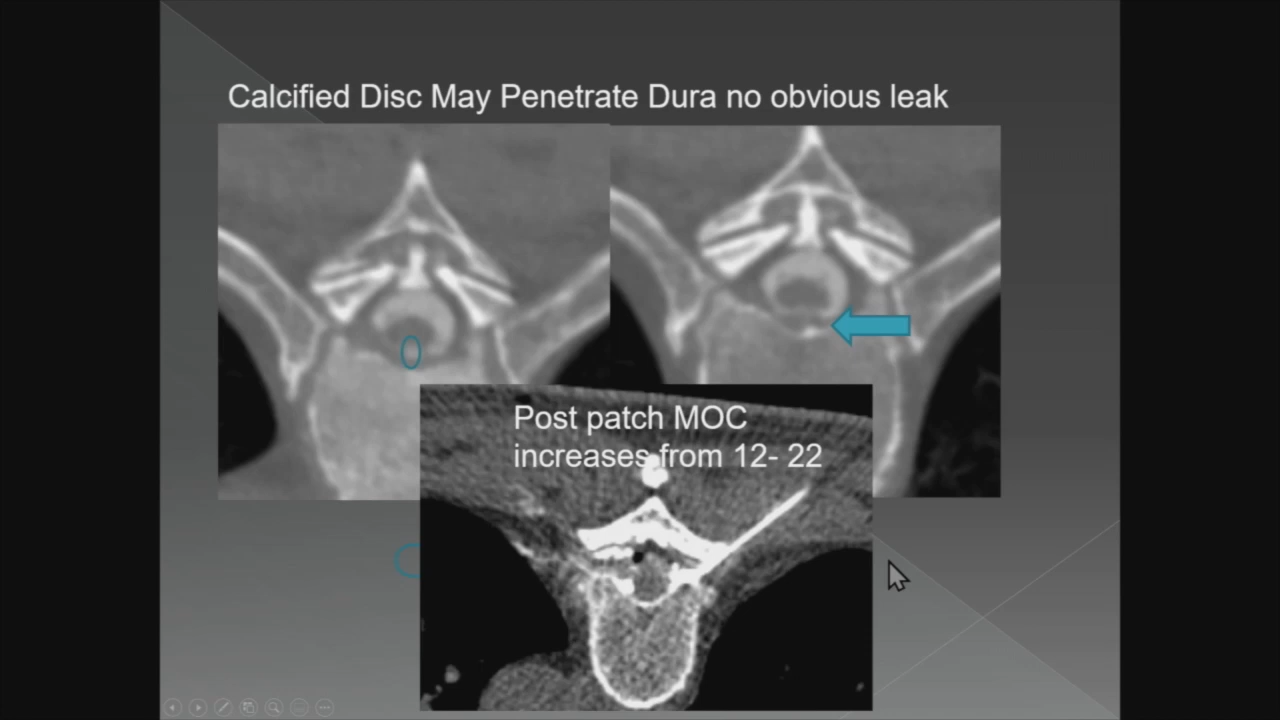 Calcified Disc May Penetrate Dura no obvious leak
Post patch MOC
increases from 12- 22